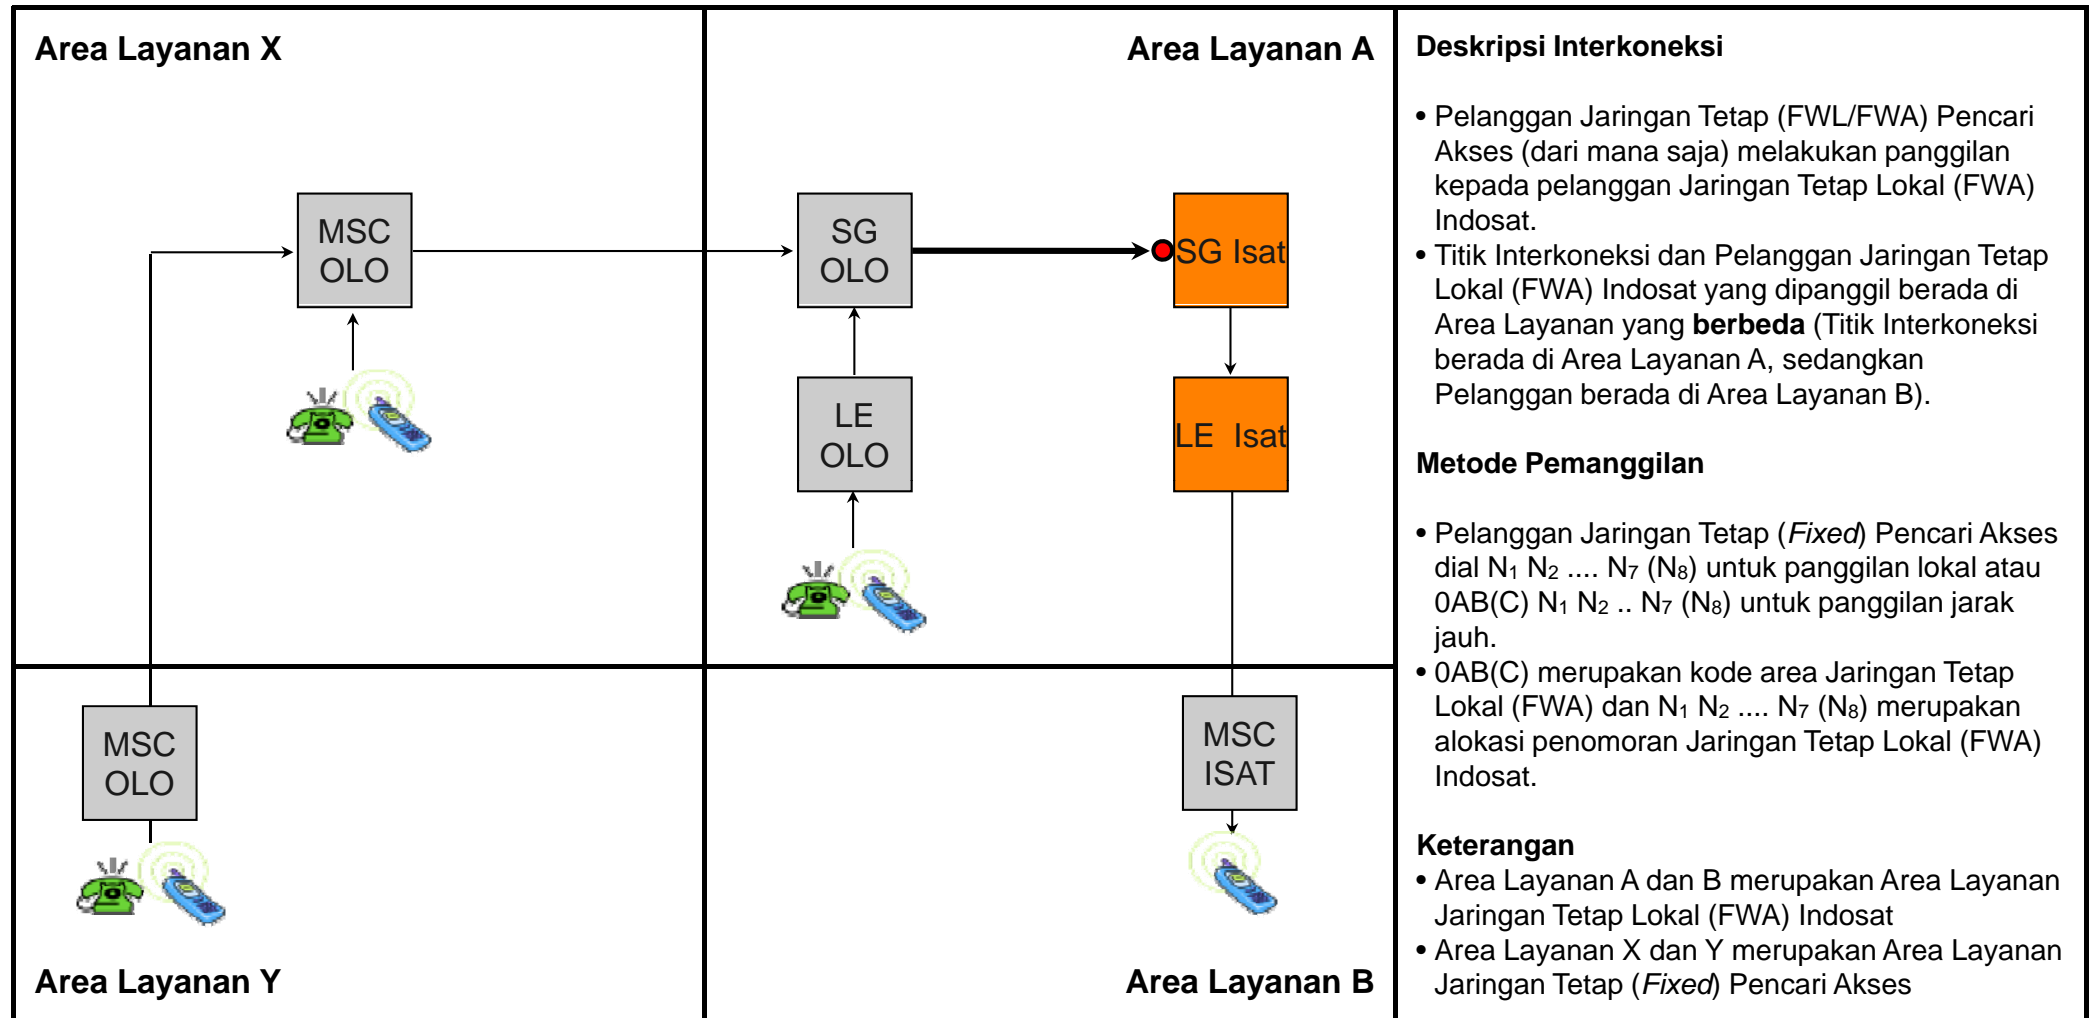 Area Layanan X
Area Layanan A
MSC
OLO
SG
OLO
SG Isat
LE
OLO
LE Isat
MSC
OLO
MSC
ISAT
Area Layanan Y
Area Layanan B
Deskripsi Interkoneksi
• Pelanggan Jaringan Tetap (FWL/FWA) Pencari
Akses (dari mana saja) melakukan panggilan
kepada pelanggan Jaringan Tetap Lokal (FWA)
Indosat.
• Titik Interkoneksi dan Pelanggan Jaringan Tetap
Lokal (FWA) Indosat yang dipanggil berada di
Area Layanan yang berbeda (Titik Interkoneksi
berada di Area Layanan A, sedangkan
Pelanggan berada di Area Layanan B).
Metode Pemanggilan
• Pelanggan Jaringan Tetap (Fixed) Pencari Akses
dial N₁ N₂ .... N₇ (N₈) untuk panggilan lokal atau
0AB(C) N₁ N₂ .. N₇ (N₈) untuk panggilan jarak
jauh.
• 0AB(C) merupakan kode area Jaringan Tetap
Lokal (FWA) dan N₁ N₂ .... N₇ (N₈) merupakan
alokasi penomoran Jaringan Tetap Lokal (FWA)
Indosat.
Keterangan
• Area Layanan A dan B merupakan Area Layanan
Jaringan Tetap Lokal (FWA) Indosat
• Area Layanan X dan Y merupakan Area Layanan
Jaringan Tetap (Fixed) Pencari Akses